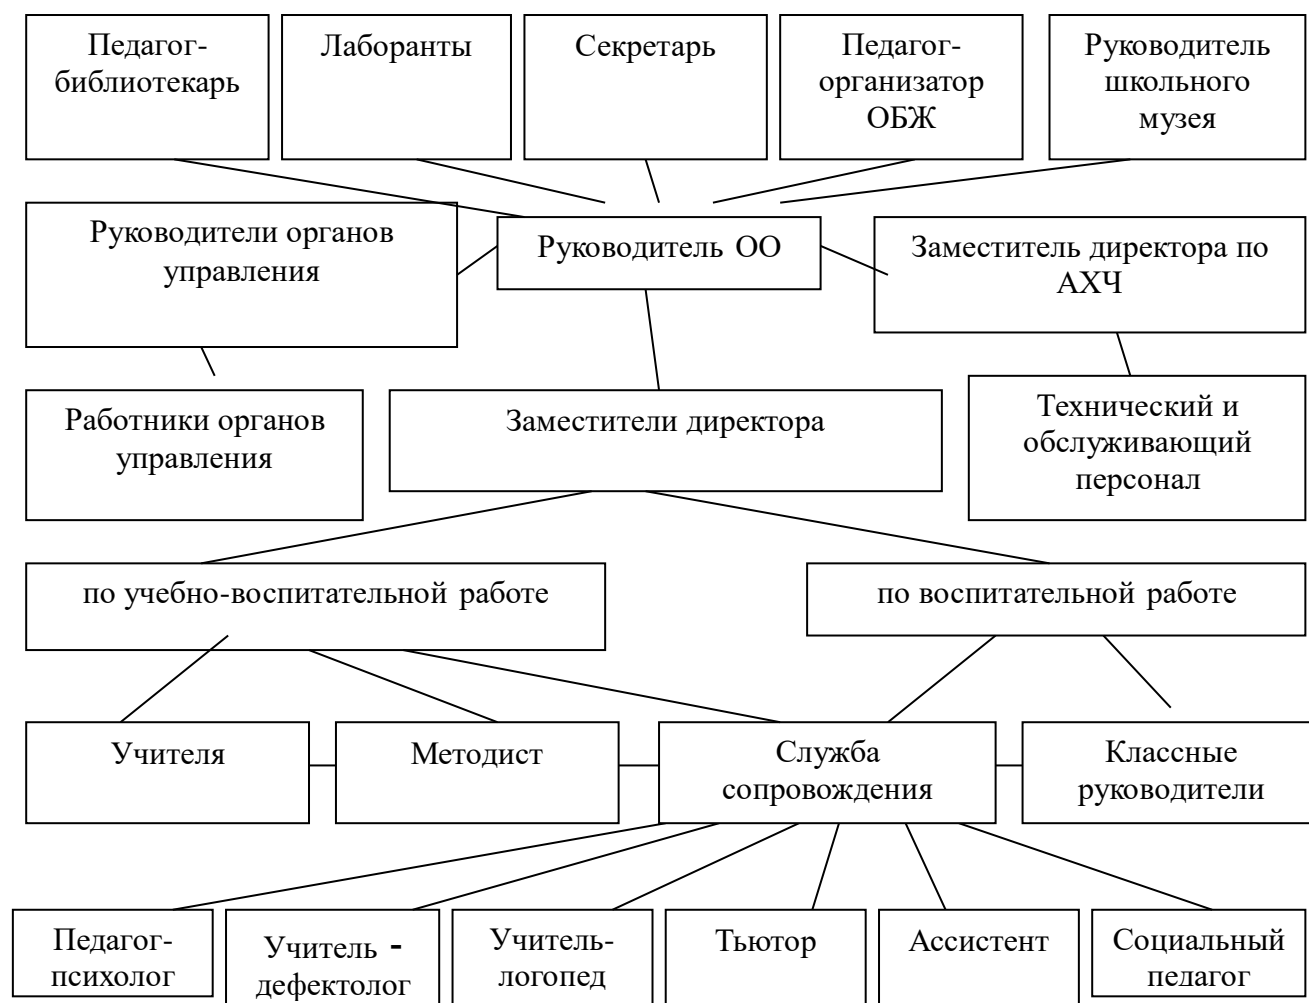 Педагог-
библиотекарь
Лаборанты
Секретарь
Педагог-
организатор
ОБЖ
Руководитель
школьного
музея
Руководители органов
управления
Руководитель ОО
Заместитель директора по
АХЧ
Работники органов
управления
Заместители директора
Технический и
обслуживающий
персонал
по учебно-воспитательной работе
по воспитательной работе
Учителя
Методист
Служба
сопровождения
Классные
руководители
Педагог-
психолог
Учитель -
дефектолог
Учитель-
логопед
Тьютор
Ассистент
Социальный
педагог